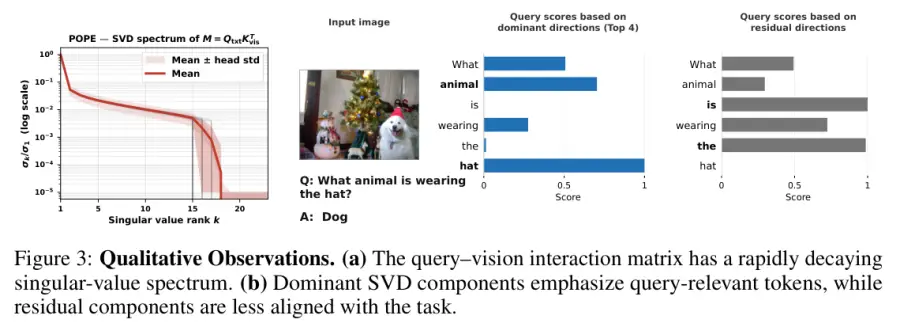 POPE — SVD spectrum of M = Q_txt K_vis^T
Mean ± head std
Mean
10⁰
10⁻¹
10⁻²
10⁻³
10⁻⁴
10⁻⁵
σₖ/σ₁ (log scale)
1 5 10 15 20
Singular value rank k
Input image
Q: What animal is wearing
the hat?
A: Dog
Query scores based on
dominant directions (Top 4)
What
animal
is
wearing
the
hat
0 0.5 1
Score
Query scores based on
residual directions
What
animal
is
wearing
the
hat
0 0.5 1
Score
Figure 3: Qualitative Observations. (a) The query–vision interaction matrix has a rapidly decaying
singular-value spectrum. (b) Dominant SVD components emphasize query-relevant tokens, while
residual components are less aligned with the task.